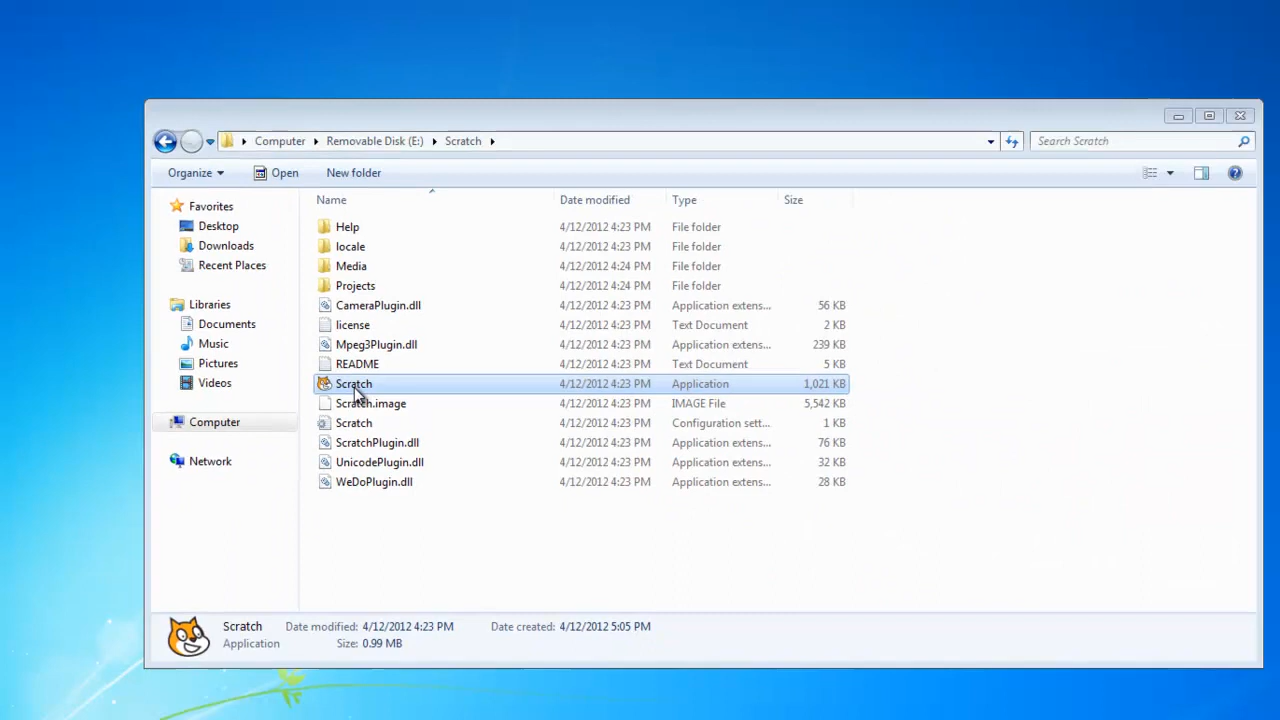 Computer Removable Disk (E:) Scratch Search Scratch
Organize Open New folder
Name Date modified Type Size
Favorites
Desktop
Downloads
Recent Places
Libraries
Documents
Music
Pictures
Videos
Computer
Network
Help 4/12/2012 4:23 PM File folder
locale 4/12/2012 4:23 PM File folder
Media 4/12/2012 4:24 PM File folder
Projects 4/12/2012 4:24 PM File folder
CameraPlugin.dll 4/12/2012 4:23 PM Application extens... 56 KB
license 4/12/2012 4:23 PM Text Document 2 KB
Mpeg3Plugin.dll 4/12/2012 4:23 PM Application extens... 239 KB
README 4/12/2012 4:23 PM Text Document 5 KB
Scratch 4/12/2012 4:23 PM Application 1,021 KB
Scratch.image 4/12/2012 4:23 PM IMAGE File 5,542 KB
Scratch 4/12/2012 4:23 PM Configuration sett... 1 KB
ScratchPlugin.dll 4/12/2012 4:23 PM Application extens... 76 KB
UnicodePlugin.dll 4/12/2012 4:23 PM Application extens... 32 KB
WeDoPlugin.dll 4/12/2012 4:23 PM Application extens... 28 KB
Scratch Date modified: 4/12/2012 4:23 PM Date created: 4/12/2012 5:05 PM
Application Size: 0.99 MB